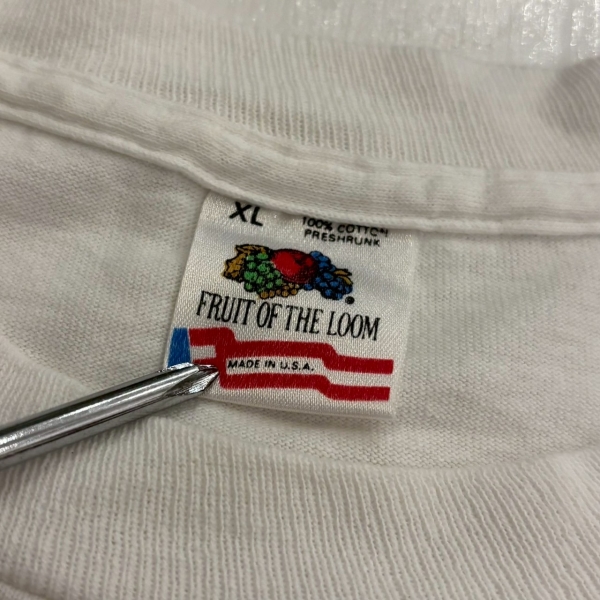 XL
100% COTTON
PRESHRUNK
FRUIT OF THE LOOM
®
MADE IN U.S.A.